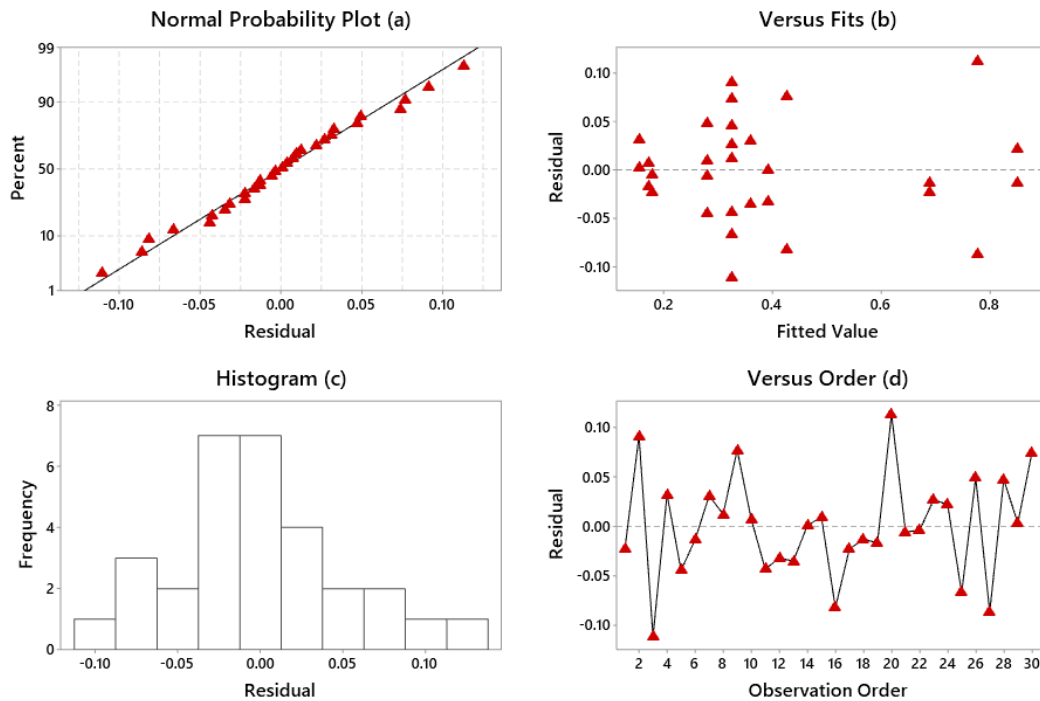 Normal Probability Plot (a)
99
90
50
10
1
Percent
-0.10 -0.05 0.00 0.05 0.10
Residual
Versus Fits (b)
0.10
0.05
0.00
-0.05
-0.10
Residual
0.2 0.4 0.6 0.8
Fitted Value
Histogram (c)
8
6
4
2
0
Frequency
-0.10 -0.05 0.00 0.05 0.10
Residual
Versus Order (d)
0.10
0.05
0.00
-0.05
-0.10
Residual
2 4 6 8 10 12 14 16 18 20 22 24 26 28 30
Observation Order